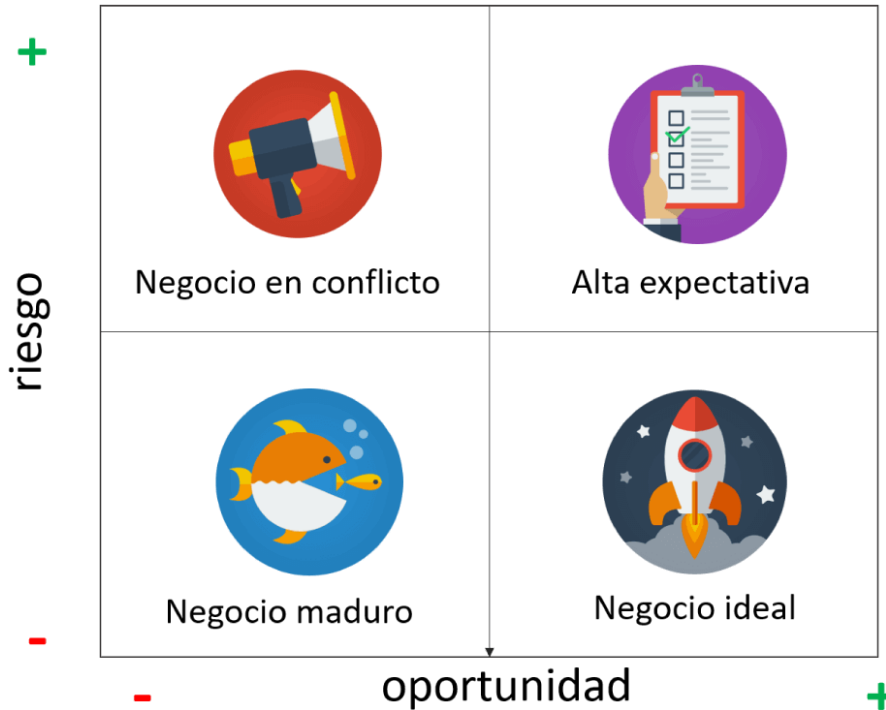 +
Negocio en conflicto
Alta expectativa
riesgo
Negocio maduro
Negocio ideal
-
-
oportunidad
+